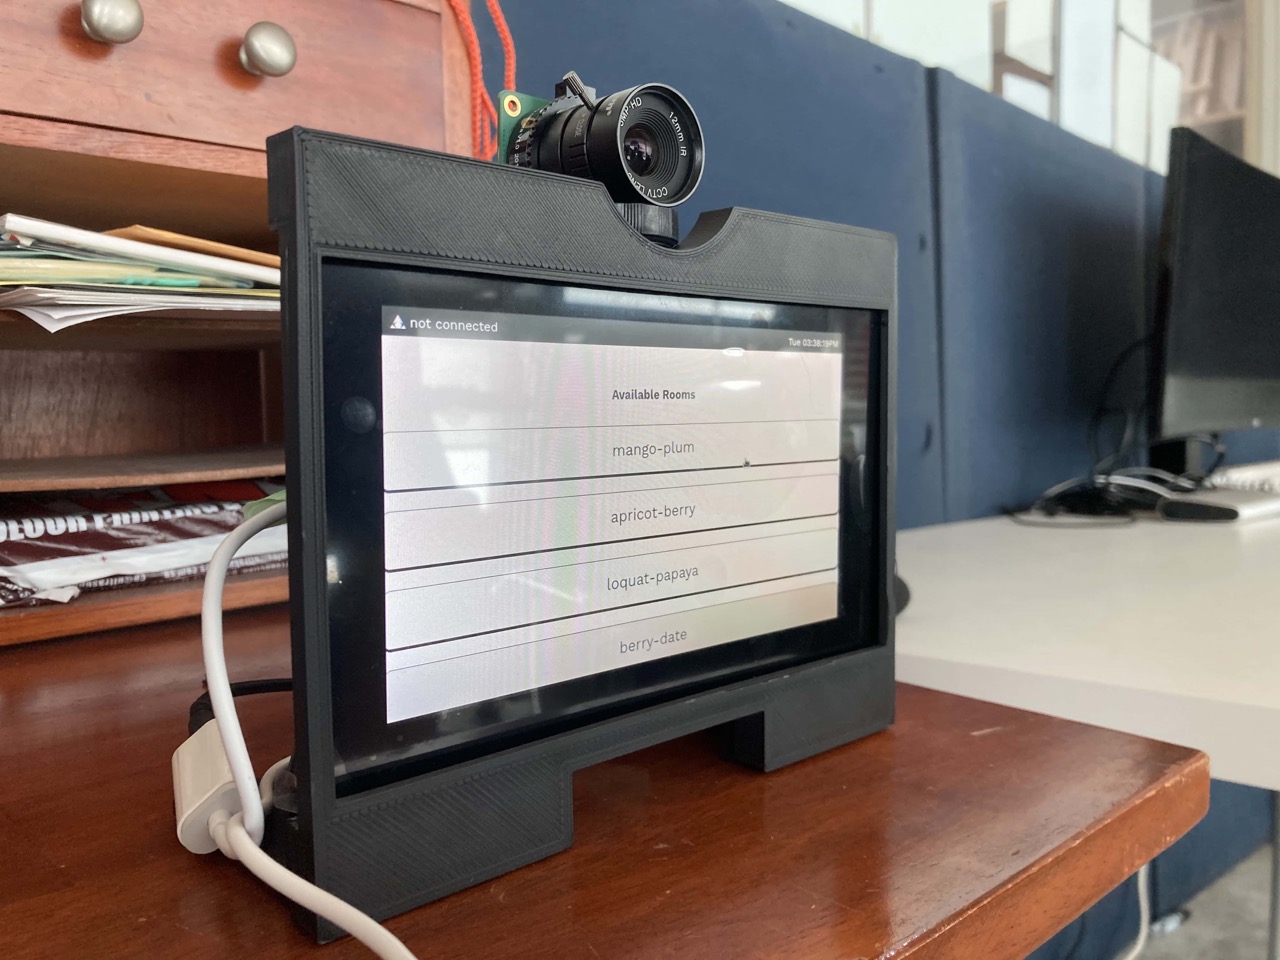 12mm IR
CCTV LENS
not connected
Tue 03:38:19PM
Available Rooms
mango-plum
apricot-berry
loquat-papaya
berry-date